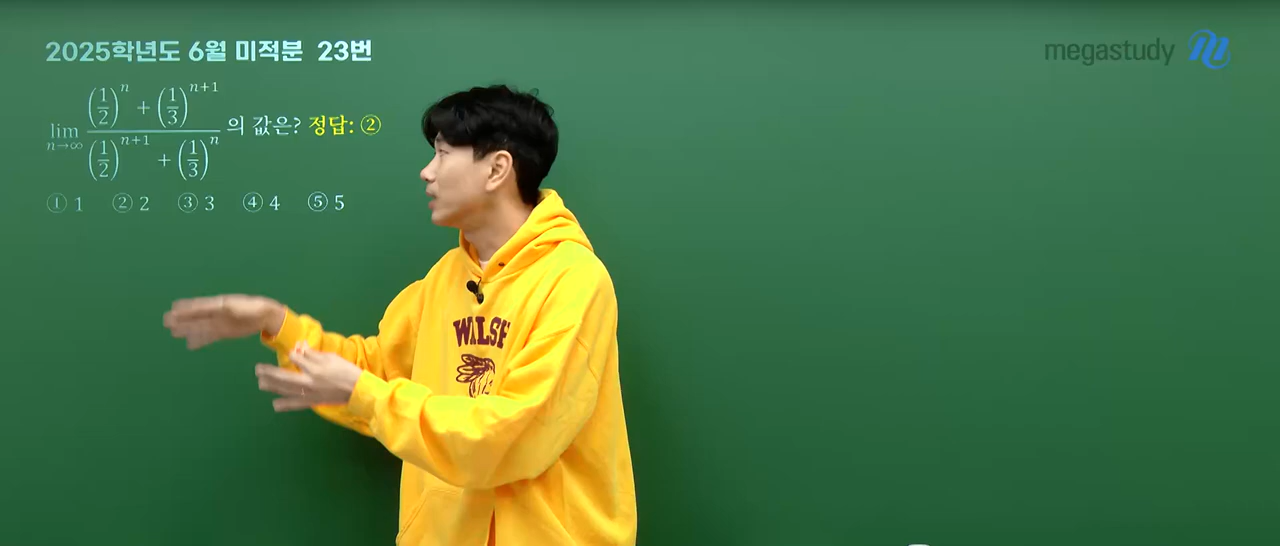 2025학년도 6월 미적분 23번
megastudy
lim n→∞ ((1/2)^n + (1/3)^(n+1)) / ((1/2)^(n+1) + (1/3)^n) 의 값은? 정답: ②
① 1 ② 2 ③ 3 ④ 4 ⑤ 5
WALSH